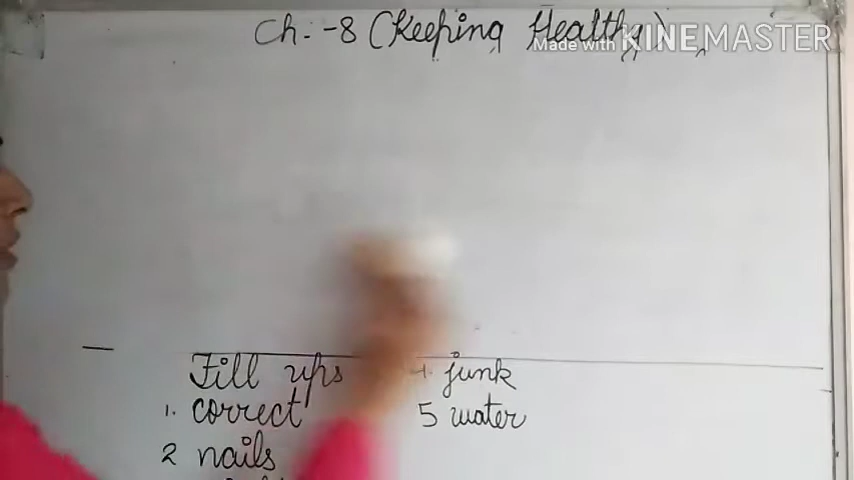 Ch. -8 (Keeping Healthy)
Made with KINEMASTER
Fill ups
1. correct
2 nails
4. junk
5 water